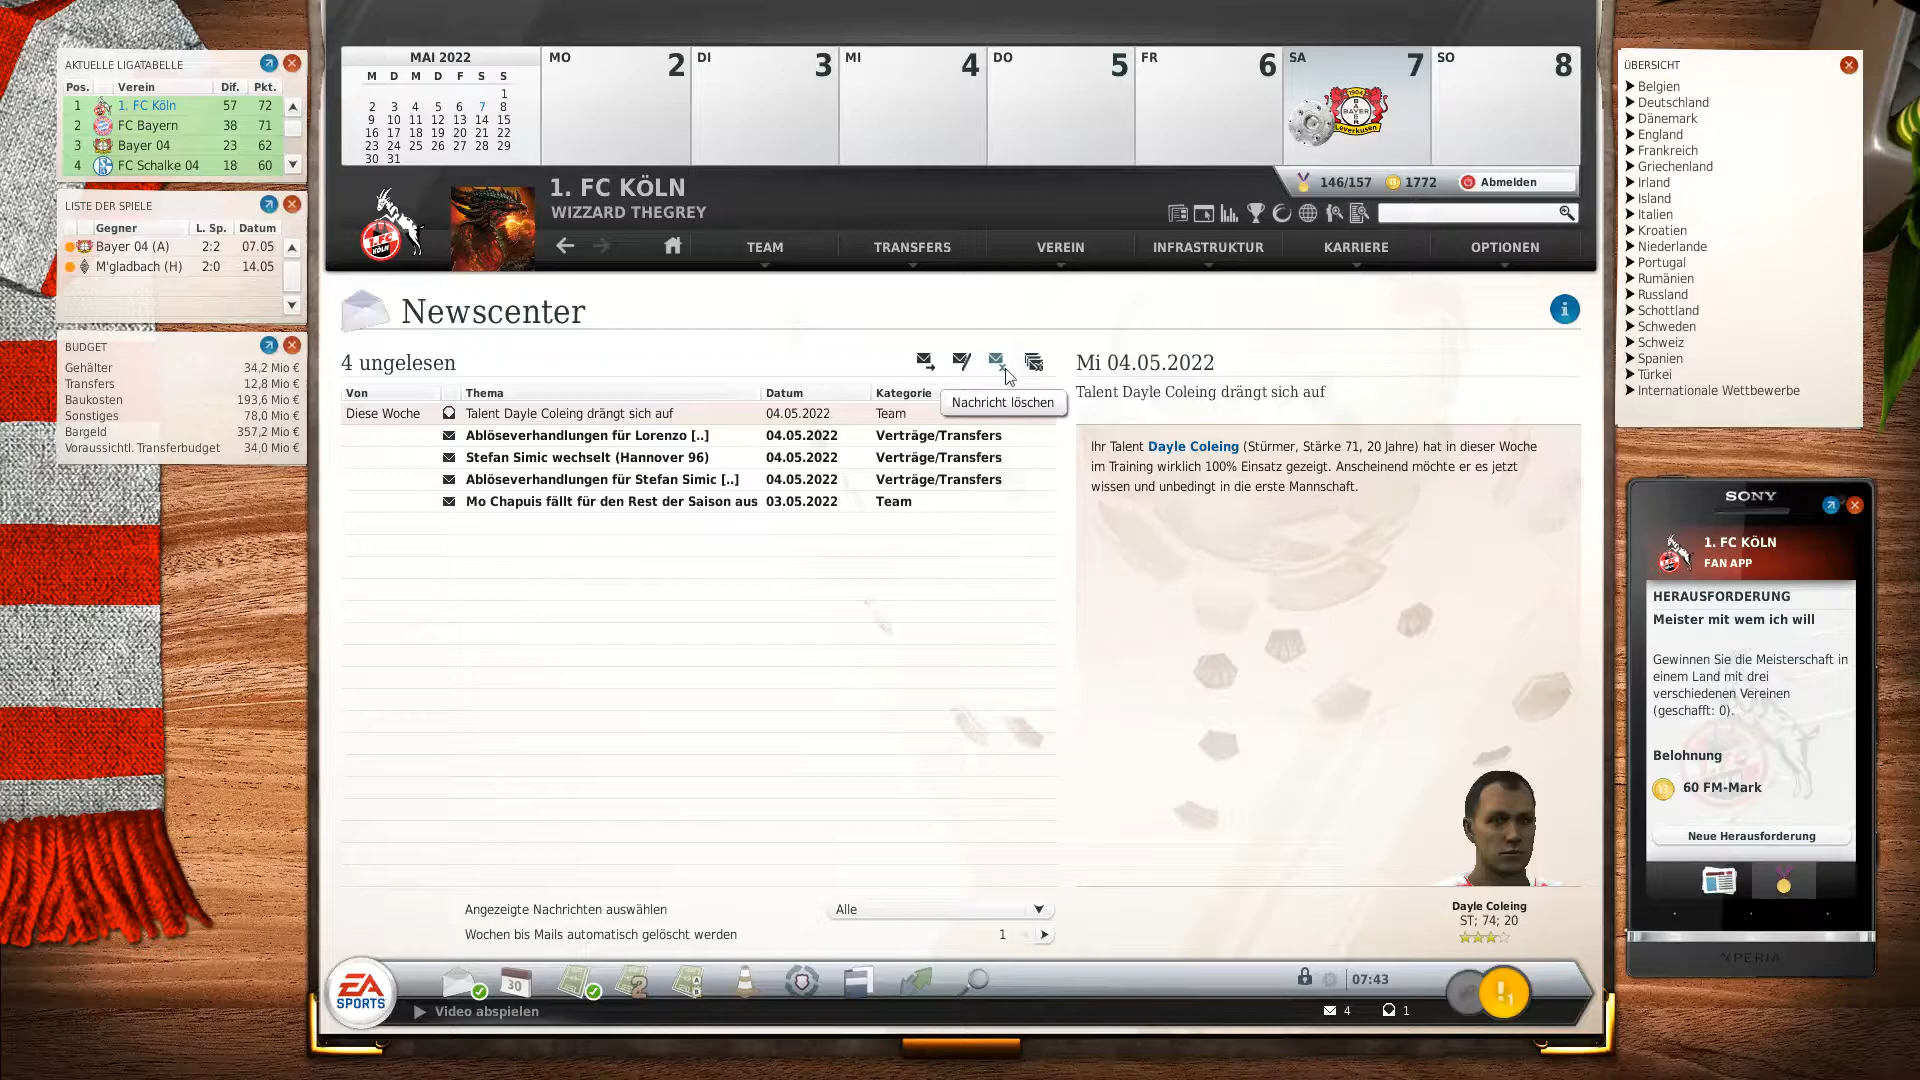 AKTUELLE LIGATABELLE
Pos. Verein Dif. Pkt.
1 1. FC Köln 57 72
2 FC Bayern 38 71
3 Bayer 04 23 62
4 FC Schalke 04 18 60
LISTE DER SPIELE
Gegner L. Sp. Datum
Bayer 04 (A) 2:2 07.05
M'gladbach (H) 2:0 14.05
BUDGET
Gehälter 34,2 Mio €
Transfers 12,8 Mio €
Baukosten 193,6 Mio €
Sonstiges 78,0 Mio €
Bargeld 357,2 Mio €
Voraussichtl. Transferbudget 34,0 Mio €
MAI 2022
M D M D F S S
1
2 3 4 5 6 7 8
9 10 11 12 13 14 15
16 17 18 19 20 21 22
23 24 25 26 27 28 29
30 31
MO 2 DI 3 MI 4 DO 5 FR 6 SA 7 SO 8
1904
BAYER
Leverkusen
146/157 1772 Abmelden
1. FC KÖLN
WIZZARD THEGREY
1. FC
KÖLN
TEAM TRANSFERS VEREIN INFRASTRUKTUR KARRIERE OPTIONEN
Newscenter
4 ungelesen
Von Thema Datum Kategorie
Nachricht löschen
Diese Woche Talent Dayle Coleing drängt sich auf 04.05.2022 Team
Ablöseverhandlungen für Lorenzo [..] 04.05.2022 Verträge/Transfers
Stefan Simic wechselt (Hannover 96) 04.05.2022 Verträge/Transfers
Ablöseverhandlungen für Stefan Simic [..] 04.05.2022 Verträge/Transfers
Mo Chapuis fällt für den Rest der Saison aus 03.05.2022 Team
Angezeigte Nachrichten auswählen Alle
Wochen bis Mails automatisch gelöscht werden 1
Mi 04.05.2022
Talent Dayle Coleing drängt sich auf
Ihr Talent Dayle Coleing (Stürmer, Stärke 71, 20 Jahre) hat in dieser Woche
im Training wirklich 100% Einsatz gezeigt. Anscheinend möchte er es jetzt
wissen und unbedingt in die erste Mannschaft.
Dayle Coleing
ST; 74; 20
EA
SPORTS
30
2
07:43
Video abspielen
4 1
!1
ÜBERSICHT
Belgien
Deutschland
Dänemark
England
Frankreich
Griechenland
Irland
Island
Italien
Kroatien
Niederlande
Portugal
Rumänien
Russland
Schottland
Schweden
Schweiz
Spanien
Türkei
Internationale Wettbewerbe
SONY
1. FC KÖLN
FAN APP
HERAUSFORDERUNG
Meister mit wem ich will
Gewinnen Sie die Meisterschaft in
einem Land mit drei
verschiedenen Vereinen
(geschafft: 0).
Belohnung
60 FM-Mark
Neue Herausforderung
XPERIA